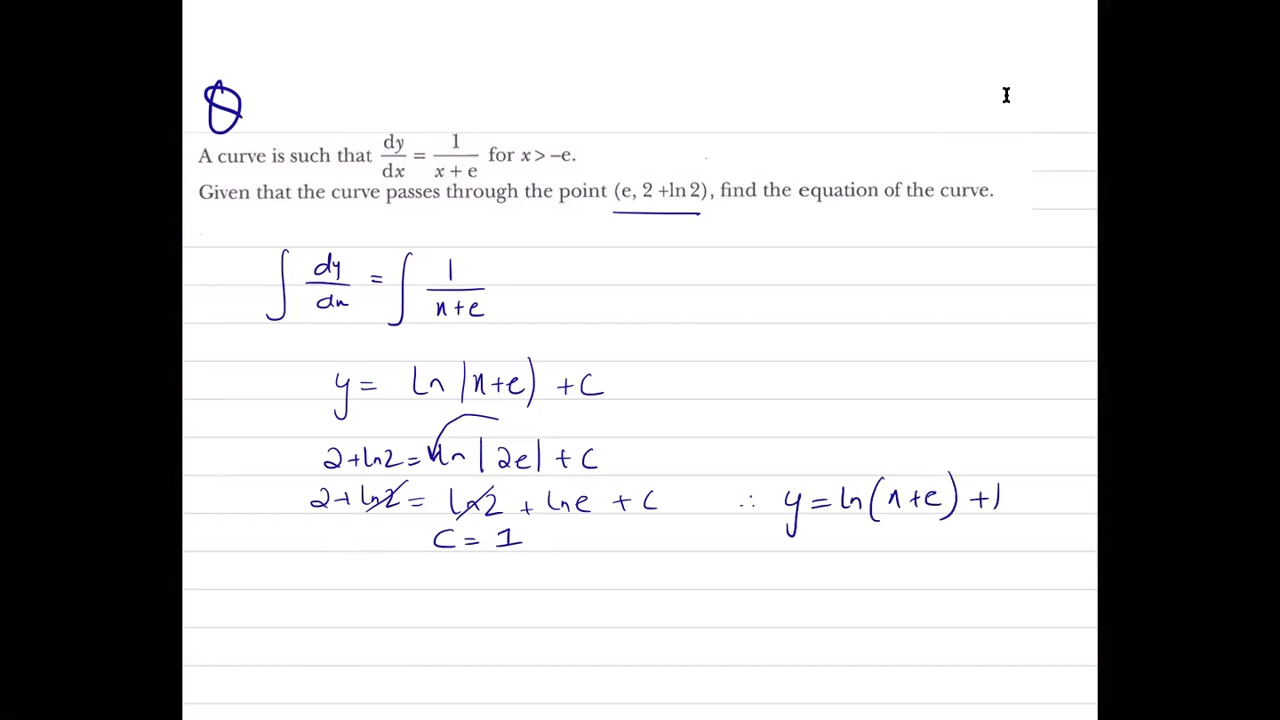 Q
A curve is such that dy/dx = 1/(x + e) for x > –e.
Given that the curve passes through the point (e, 2 +ln 2), find the equation of the curve.
∫ dy/dn = ∫ 1/(n+e)
y = ln |n+e) + C
2+ln2 = ln |2e| + C
2+ln2 = ln2 + lne + C
∴ y = ln(n+e) +1
C = 1